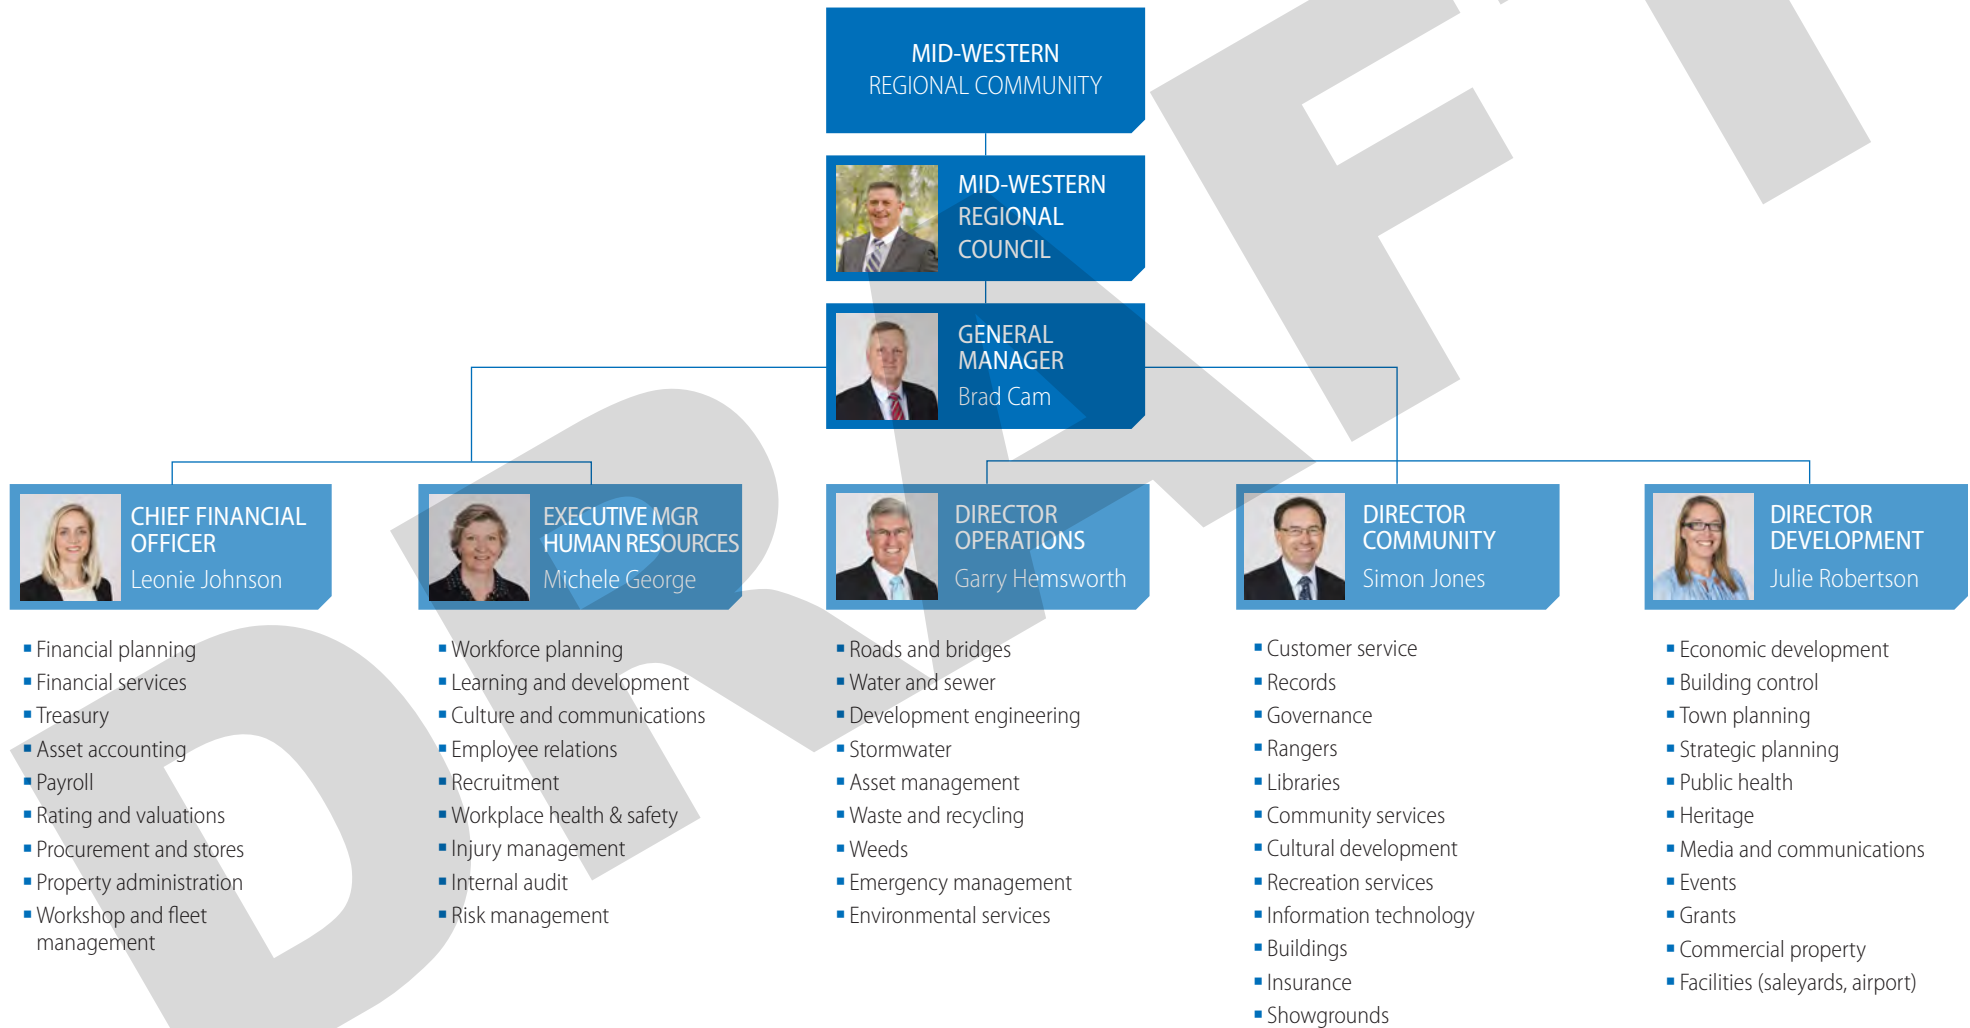 MID-WESTERN
REGIONAL COMMUNITY
MID-WESTERN
REGIONAL
COUNCIL
GENERAL
MANAGER
Brad Cam
CHIEF FINANCIAL
OFFICER
Leonie Johnson
▪ Financial planning
▪ Financial services
▪ Treasury
▪ Asset accounting
▪ Payroll
▪ Rating and valuations
▪ Procurement and stores
▪ Property administration
▪ Workshop and fleet
management
EXECUTIVE MGR
HUMAN RESOURCES
Michele George
▪ Workforce planning
▪ Learning and development
▪ Culture and communications
▪ Employee relations
▪ Recruitment
▪ Workplace health & safety
▪ Injury management
▪ Internal audit
▪ Risk management
DIRECTOR
OPERATIONS
Garry Hemsworth
▪ Roads and bridges
▪ Water and sewer
▪ Development engineering
▪ Stormwater
▪ Asset management
▪ Waste and recycling
▪ Weeds
▪ Emergency management
▪ Environmental services
DIRECTOR
COMMUNITY
Simon Jones
▪ Customer service
▪ Records
▪ Governance
▪ Rangers
▪ Libraries
▪ Community services
▪ Cultural development
▪ Recreation services
▪ Information technology
▪ Buildings
▪ Insurance
▪ Showgrounds
DIRECTOR
DEVELOPMENT
Julie Robertson
▪ Economic development
▪ Building control
▪ Town planning
▪ Strategic planning
▪ Public health
▪ Heritage
▪ Media and communications
▪ Events
▪ Grants
▪ Commercial property
▪ Facilities (saleyards, airport)
DRAFT